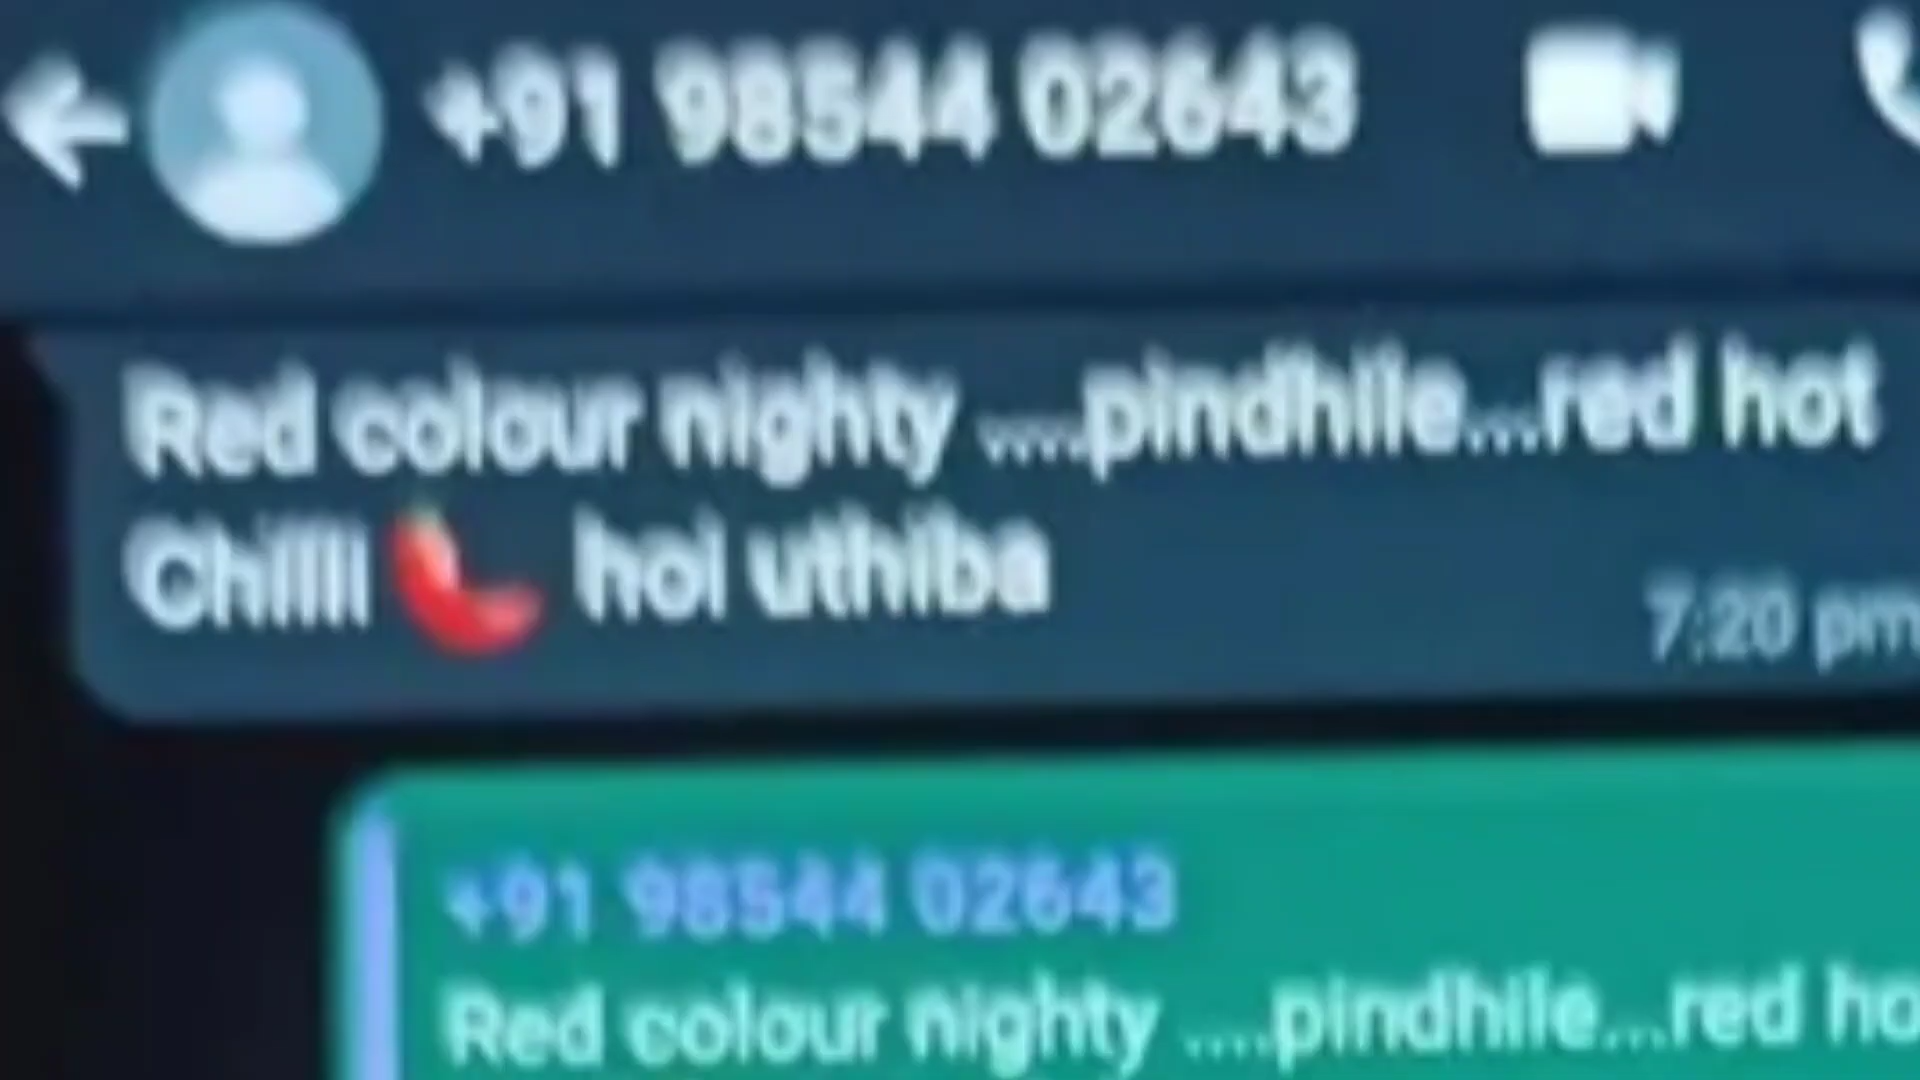 +91 98544 02643
Red colour nighty ....pindhile...red hot
Chilli🌶 hoi uthiba
7:20 pm
+91 98544 02643
Red colour nighty ....pindhile...red ho